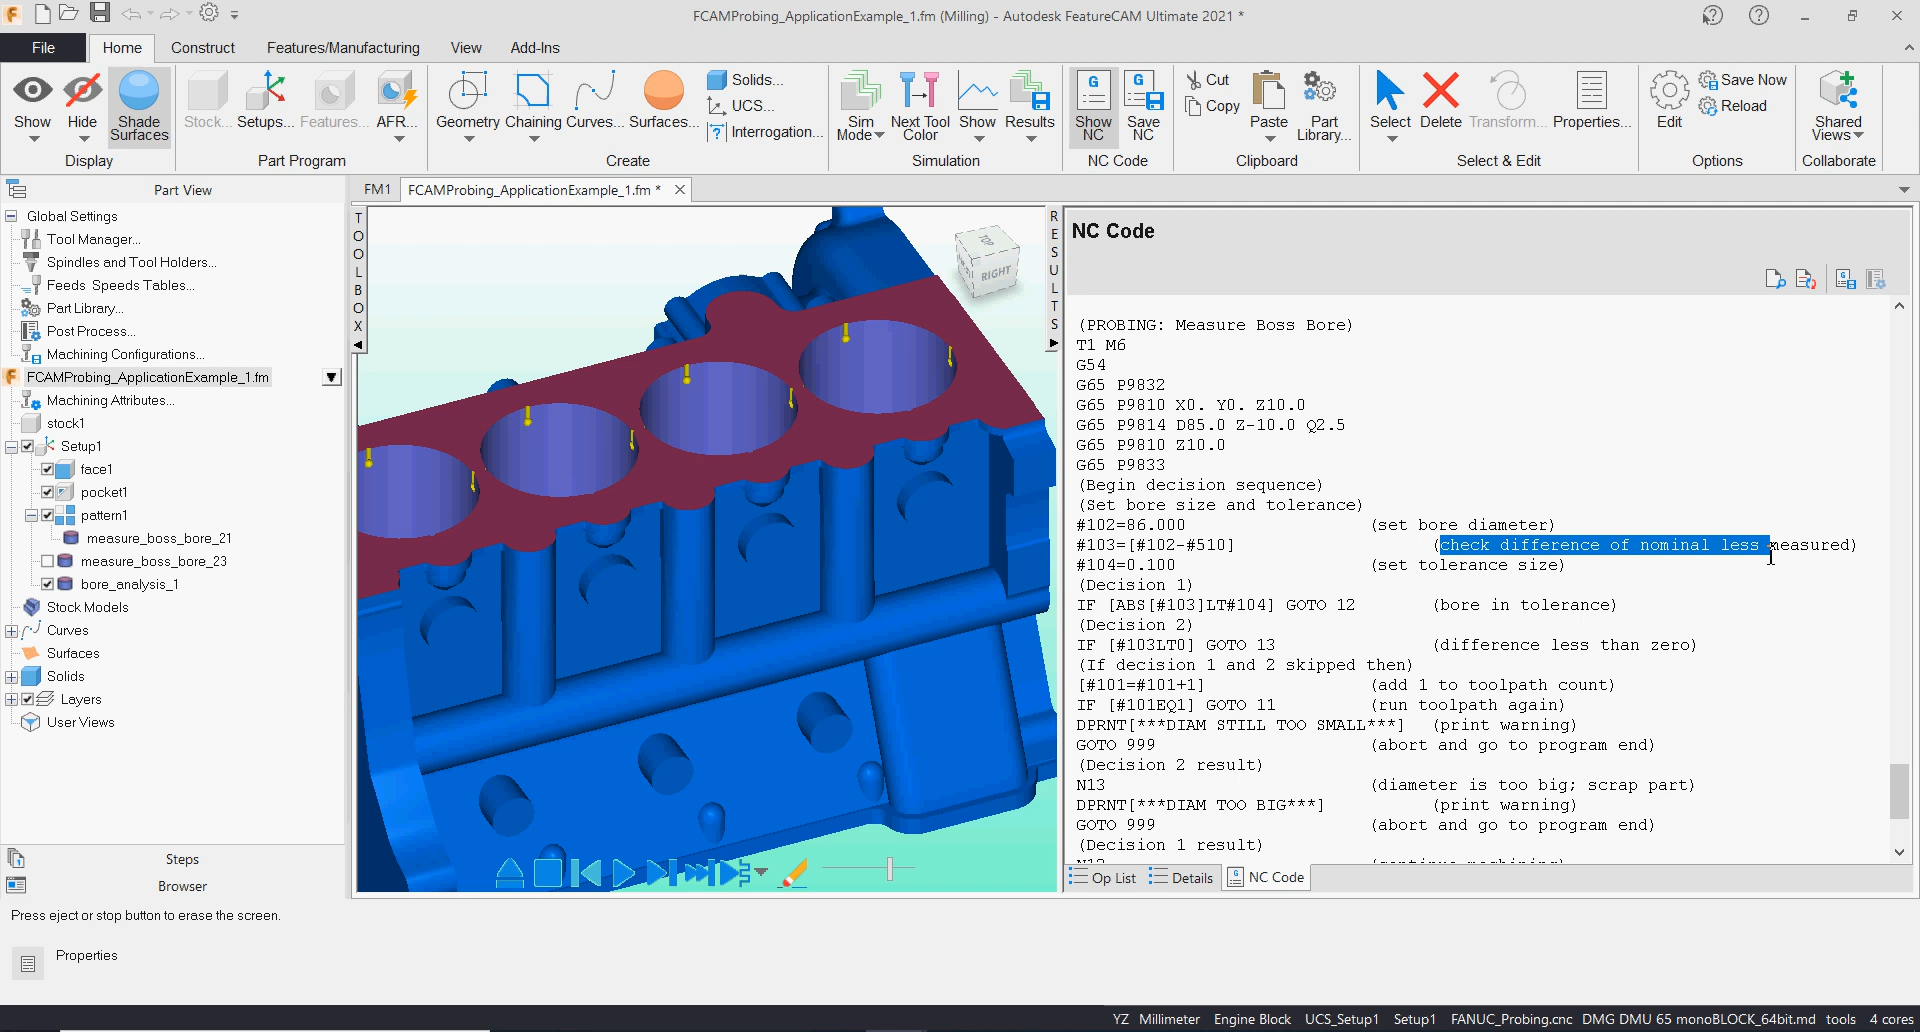 FCAMProbing_ApplicationExample_1.fm (Milling) - Autodesk FeatureCAM Ultimate 2021 *
File Home Construct Features/Manufacturing View Add-Ins
Show Hide Shade Surfaces
Display
Stock... Setups... Features... AFR...
Part Program
Geometry Chaining Curves... Surfaces... Solids... UCS... Interrogation...
Create
Sim Mode Next Tool Color Show Results
Simulation
Show NC Save NC
NC Code
Cut Copy Paste Part Library...
Clipboard
Select Delete Transform... Properties...
Select & Edit
Edit Save Now Reload
Options
Shared Views
Collaborate
Part View
FM1 FCAMProbing_ApplicationExample_1.fm *
Global Settings
Tool Manager...
Spindles and Tool Holders...
Feeds Speeds Tables...
Part Library...
Post Process...
Machining Configurations...
FCAMProbing_ApplicationExample_1.fm
Machining Attributes...
stock1
Setup1
face1
pocket1
pattern1
measure_boss_bore_21
measure_boss_bore_23
bore_analysis_1
Stock Models
Curves
Surfaces
Solids
Layers
User Views
Steps
Browser
TOOLBOX
TOP
RIGHT
RESULTS
NC Code
(PROBING: Measure Boss Bore)
T1 M6
G54
G65 P9832
G65 P9810 X0. Y0. Z10.0
G65 P9814 D85.0 Z-10.0 Q2.5
G65 P9810 Z10.0
G65 P9833
(Begin decision sequence)
(Set bore size and tolerance)
#102=86.000 (set bore diameter)
#103=[#102-#510] (check difference of nominal less measured)
#104=0.100 (set tolerance size)
(Decision 1)
IF [ABS[#103]LT#104] GOTO 12 (bore in tolerance)
(Decision 2)
IF [#103LT0] GOTO 13 (difference less than zero)
(If decision 1 and 2 skipped then)
[#101=#101+1] (add 1 to toolpath count)
IF [#101EQ1] GOTO 11 (run toolpath again)
DPRNT[***DIAM STILL TOO SMALL***] (print warning)
GOTO 999 (abort and go to program end)
(Decision 2 result)
N13 (diameter is too big; scrap part)
DPRNT[***DIAM TOO BIG***] (print warning)
GOTO 999 (abort and go to program end)
(Decision 1 result)
Op List Details NC Code
Press eject or stop button to erase the screen.
Properties
YZ Millimeter Engine Block UCS_Setup1 Setup1 FANUC_Probing.cnc DMG DMU 65 monoBLOCK_64bit.md tools 4 cores